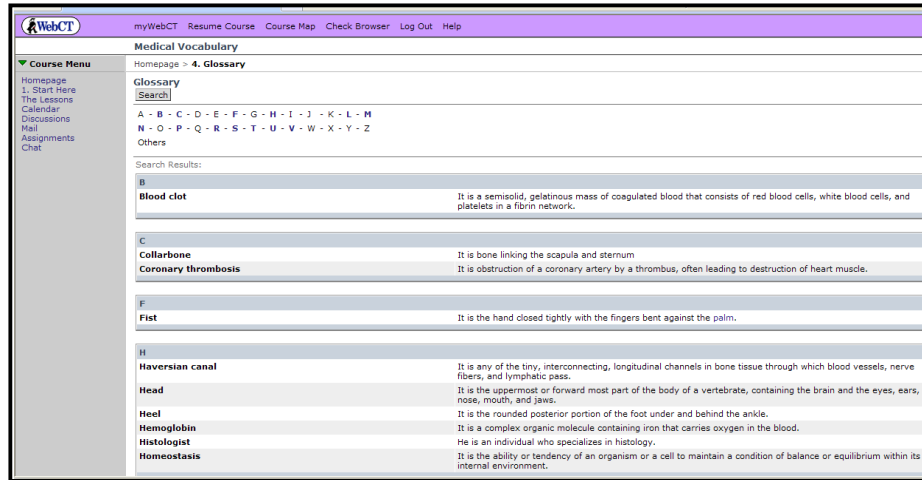 WebCT
myWebCT Resume Course Course Map Check Browser Log Out Help
Medical Vocabulary
Course Menu
Homepage > 4. Glossary
Homepage
1. Start Here
The Lessons
Calendar
Discussions
Mail
Assignments
Chat
Glossary
Search
A - B - C - D - E - F - G - H - I - J - K - L - M
N - O - P - Q - R - S - T - U - V - W - X - Y - Z
Others
Search Results:
B
Blood clot It is a semisolid, gelatinous mass of coagulated blood that consists of red blood cells, white blood cells, and
platelets in a fibrin network.
C
Collarbone It is bone linking the scapula and sternum
Coronary thrombosis It is obstruction of a coronary artery by a thrombus, often leading to destruction of heart muscle.
F
Fist It is the hand closed tightly with the fingers bent against the palm.
H
Haversian canal It is any of the tiny, interconnecting, longitudinal channels in bone tissue through which blood vessels, nerve
fibers, and lymphatic pass.
Head It is the uppermost or forward most part of the body of a vertebrate, containing the brain and the eyes, ears,
nose, mouth, and jaws.
Heel It is the rounded posterior portion of the foot under and behind the ankle.
Hemoglobin It is a complex organic molecule containing iron that carries oxygen in the blood.
Histologist He is an individual who specializes in histology.
Homeostasis It is the ability or tendency of an organism or a cell to maintain a condition of balance or equilibrium within its
internal environment.